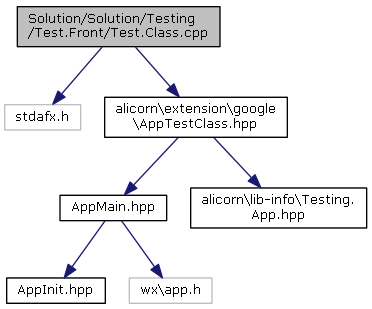 Solution/Solution/Testing
/Test.Front/Test.Class.cpp
stdafx.h
alicorn\extension\google
\AppTestClass.hpp
AppMain.hpp
alicorn\lib-info\Testing.
App.hpp
AppInit.hpp
wx\app.h